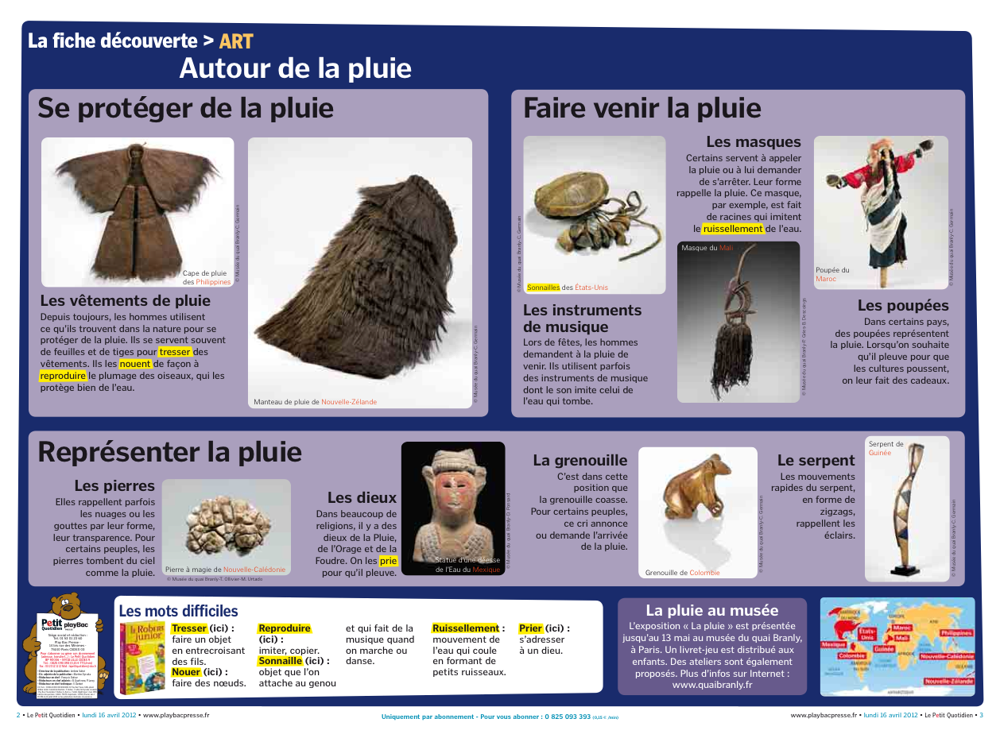 La fiche découverte > ART
Autour de la pluie
Se protéger de la pluie
Cape de pluie
des Philippines
© Musée du quai Branly-C. Germain
Les vêtements de pluie
Depuis toujours, les hommes utilisent
ce qu'ils trouvent dans la nature pour se
protéger de la pluie. Ils se servent souvent
de feuilles et de tiges pour tresser des
vêtements. Ils les nouent de façon à
reproduire le plumage des oiseaux, qui les
protège bien de l'eau.
Manteau de pluie de Nouvelle-Zélande
© Musée du quai Branly-C. Germain
Faire venir la pluie
© Musée du quai Branly- C. Germain
Sonnailles des États-Unis
Les instruments
de musique
Lors de fêtes, les hommes
demandent à la pluie de
venir. Ils utilisent parfois
des instruments de musique
dont le son imite celui de
l'eau qui tombe.
Les masques
Certains servent à appeler
la pluie ou à lui demander
de s'arrêter. Leur forme
rappelle la pluie. Ce masque,
par exemple, est fait
de racines qui imitent
le ruissellement de l'eau.
Masque du Mali
© Musée du quai Branly-P. Gries-B. Descoings
Poupée du
Maroc
© Musée du quai Branly-C. Germain
Les poupées
Dans certains pays,
des poupées représentent
la pluie. Lorsqu'on souhaite
qu'il pleuve pour que
les cultures poussent,
on leur fait des cadeaux.
Représenter la pluie
Les pierres
Elles rappellent parfois
les nuages ou les
gouttes par leur forme,
leur transparence. Pour
certains peuples, les
pierres tombent du ciel
comme la pluie.
Pierre à magie de Nouvelle-Calédonie
© Musée du quai Branly-T. Ollivier-M. Urtado
Les dieux
Dans beaucoup de
religions, il y a des
dieux de la Pluie,
de l'Orage et de la
Foudre. On les prie
pour qu'il pleuve.
Statue d'une déesse
de l'Eau du Mexique
© Musée du quai Branly-D. Ponsard
La grenouille
C'est dans cette
position que
la grenouille coasse.
Pour certains peuples,
ce cri annonce
ou demande l'arrivée
de la pluie.
Grenouille de Colombie
© Musée du quai Branly-C. Germain
Le serpent
Les mouvements
rapides du serpent,
en forme de
zigzags,
rappellent les
éclairs.
Serpent de
Guinée
© Musée du quai Branly-C. Germain
Petit
Quotidien
playBac
Les mots difficiles
le Robert
Junior
Tresser (ici) :
faire un objet
en entrecroisant
des fils.
Nouer (ici) :
faire des nœuds.
Reproduire
(ici) :
imiter, copier.
Sonnaille (ici) :
objet que l'on
attache au genou
et qui fait de la
musique quand
on marche ou
danse.
Ruissellement :
mouvement de
l'eau qui coule
en formant de
petits ruisseaux.
Prier (ici) :
s'adresser
à un dieu.
La pluie au musée
L'exposition « La pluie » est présentée
jusqu'au 13 mai au musée du quai Branly,
à Paris. Un livret-jeu est distribué aux
enfants. Des ateliers sont également
proposés. Plus d'infos sur Internet :
www.quaibranly.fr
États-Unis
Maroc
Mali
Mexique
Guinée
Colombie
Philippines
Nouvelle-Calédonie
Nouvelle-Zélande
2 • Le Petit Quotidien • lundi 16 avril 2012 • www.playbacpresse.fr
Uniquement par abonnement - Pour vous abonner : 0 825 093 393 (0,15 € /min)
www.playbacpresse.fr • lundi 16 avril 2012 • Le Petit Quotidien • 3